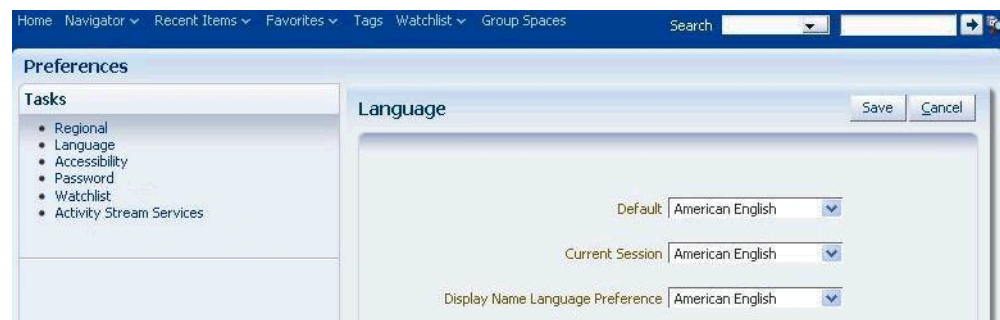 Home Navigator Recent Items Favorites Tags Watchlist Group Spaces Search
Preferences
Tasks
Regional
Language
Accessibility
Password
Watchlist
Activity Stream Services
Language Save Cancel
Default American English
Current Session American English
Display Name Language Preference American English